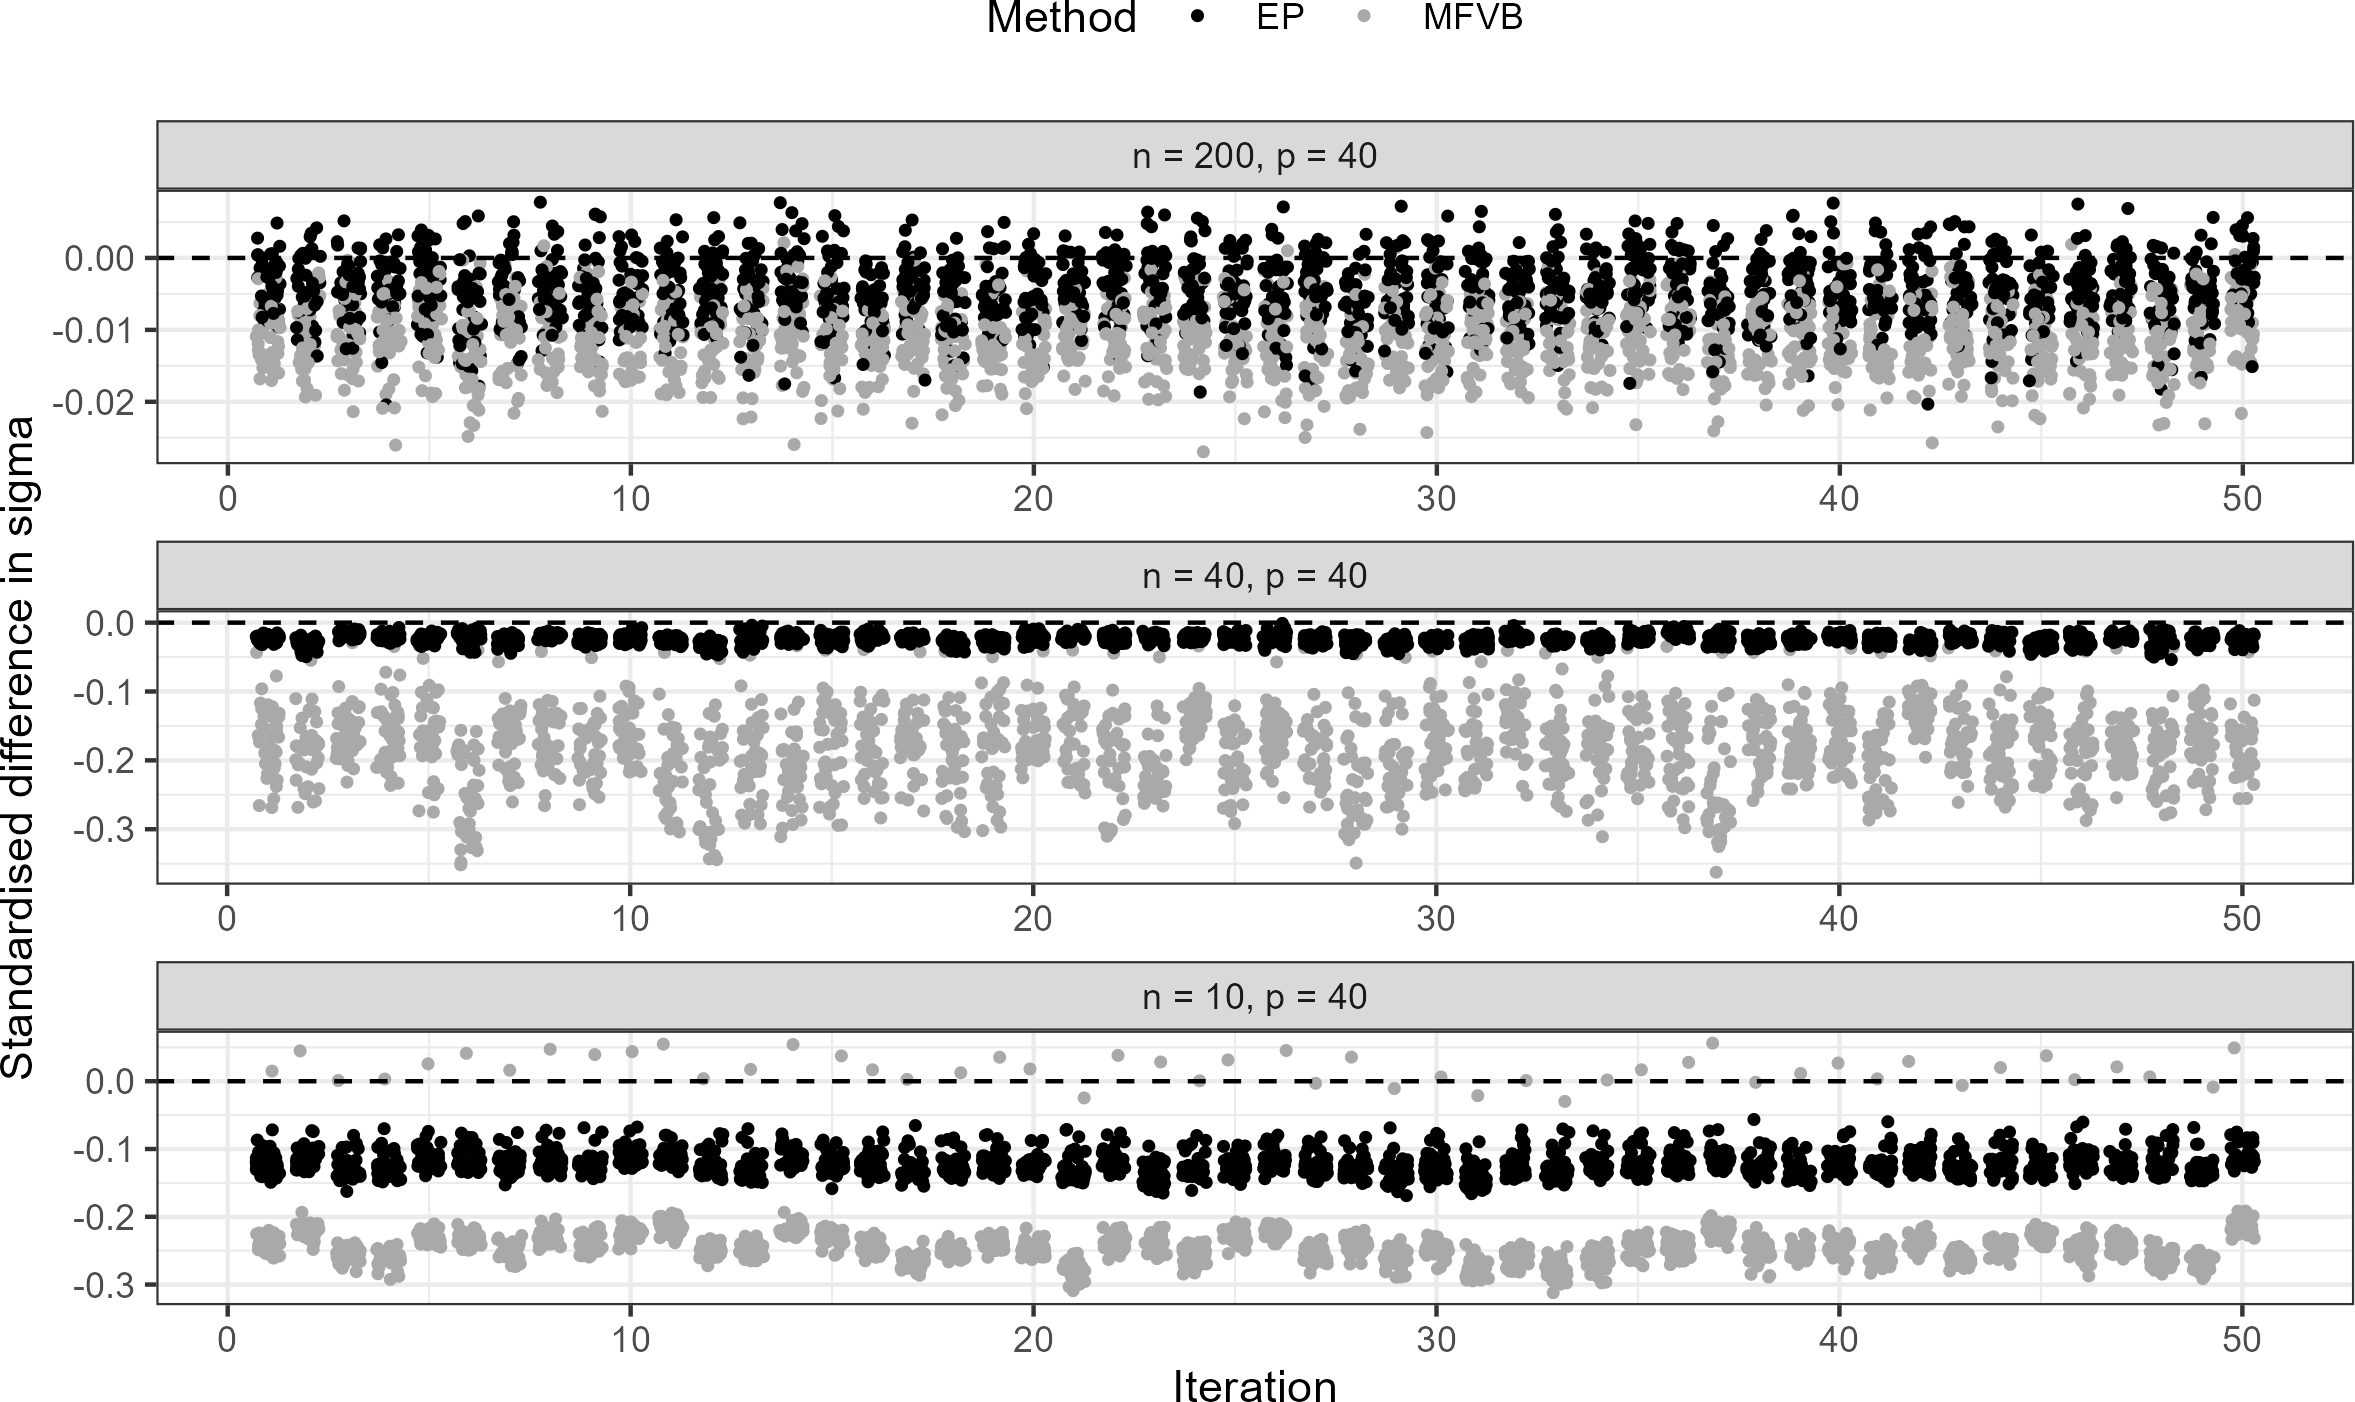 Method EP MFVB
n = 200, p = 40
0.00
-0.01
-0.02
0 10 20 30 40 50
n = 40, p = 40
0.0
-0.1
-0.2
-0.3
0 10 20 30 40 50
n = 10, p = 40
0.0
-0.1
-0.2
-0.3
0 10 20 30 40 50
Iteration
Standardised difference in sigma